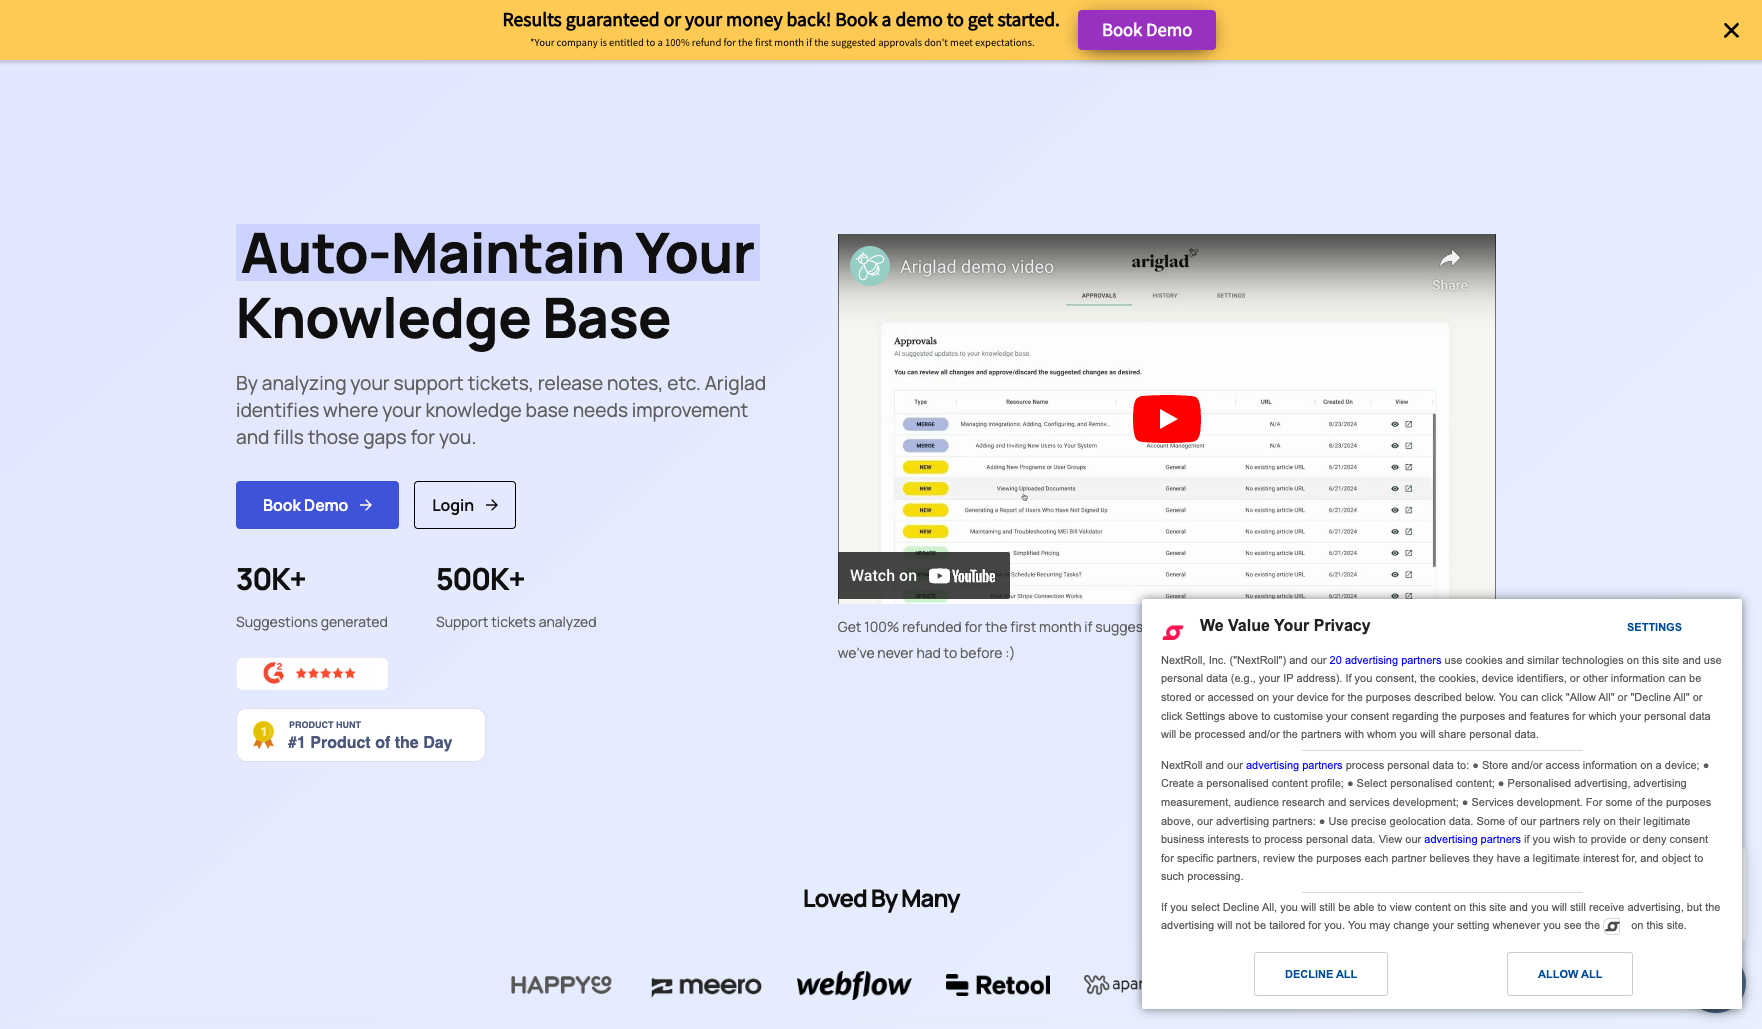 Results guaranteed or your money back! Book a demo to get started.
*Your company is entitled to a 100% refund for the first month if the suggested approvals don't meet expectations.
Book Demo
Auto-Maintain Your
Knowledge Base
By analyzing your support tickets, release notes, etc. Ariglad
identifies where your knowledge base needs improvement
and fills those gaps for you.
Book Demo
Login
30K+
500K+
Suggestions generated
Support tickets analyzed
PRODUCT HUNT
#1 Product of the Day
Ariglad demo video
ariglad
Share
APPROVALS HISTORY SETTINGS
Approvals
AI suggested updates to your knowledge base.
You can review all changes and approve/discard the suggested changes as desired.
Type Resource Name URL Created On View
MERGE Managing Integrations: Adding, Configuring, and Remov... N/A 8/23/2024
MERGE Adding and Inviting New Users to Your System Account Management N/A 8/23/2024
NEW Adding New Programs or User Groups General No existing article URL 6/21/2024
NEW Viewing Uploaded Documents General No existing article URL 6/21/2024
NEW Generating a Report of Users Who Have Not Signed Up General No existing article URL 6/21/2024
NEW Maintaining and Troubleshooting MEI Bill Validator General No existing article URL 6/21/2024
UPDATE Simplified Pricing General No existing article URL 6/21/2024
Schedule Recurring Tasks? General No existing article URL 6/21/2024
UPDATE Stripe Connection Works General No existing article URL 6/21/2024
Watch on YouTube
Get 100% refunded for the first month if
we've never had to before :)
Loved By Many
HAPPYCO
meero
webflow
Retool
We Value Your Privacy
SETTINGS
NextRoll, Inc. ("NextRoll") and our 20 advertising partners use cookies and similar technologies on this site and use
personal data (e.g., your IP address). If you consent, the cookies, device identifiers, or other information can be
stored or accessed on your device for the purposes described below. You can click "Allow All" or "Decline All" or
click Settings above to customise your consent regarding the purposes and features for which your personal data
will be processed and/or the partners with whom you will share personal data.
NextRoll and our advertising partners process personal data to: ● Store and/or access information on a device; ●
Create a personalised content profile; ● Select personalised content; ● Personalised advertising, advertising
measurement, audience research and services development; ● Services development. For some of the purposes
above, our advertising partners: ● Use precise geolocation data. Some of our partners rely on their legitimate
business interests to process personal data. View our advertising partners if you wish to provide or deny consent
for specific partners, review the purposes each partner believes they have a legitimate interest for, and object to
such processing.
If you select Decline All, you will still be able to view content on this site and you will still receive advertising, but the
advertising will not be tailored for you. You may change your setting whenever you see the on this site.
DECLINE ALL
ALLOW ALL